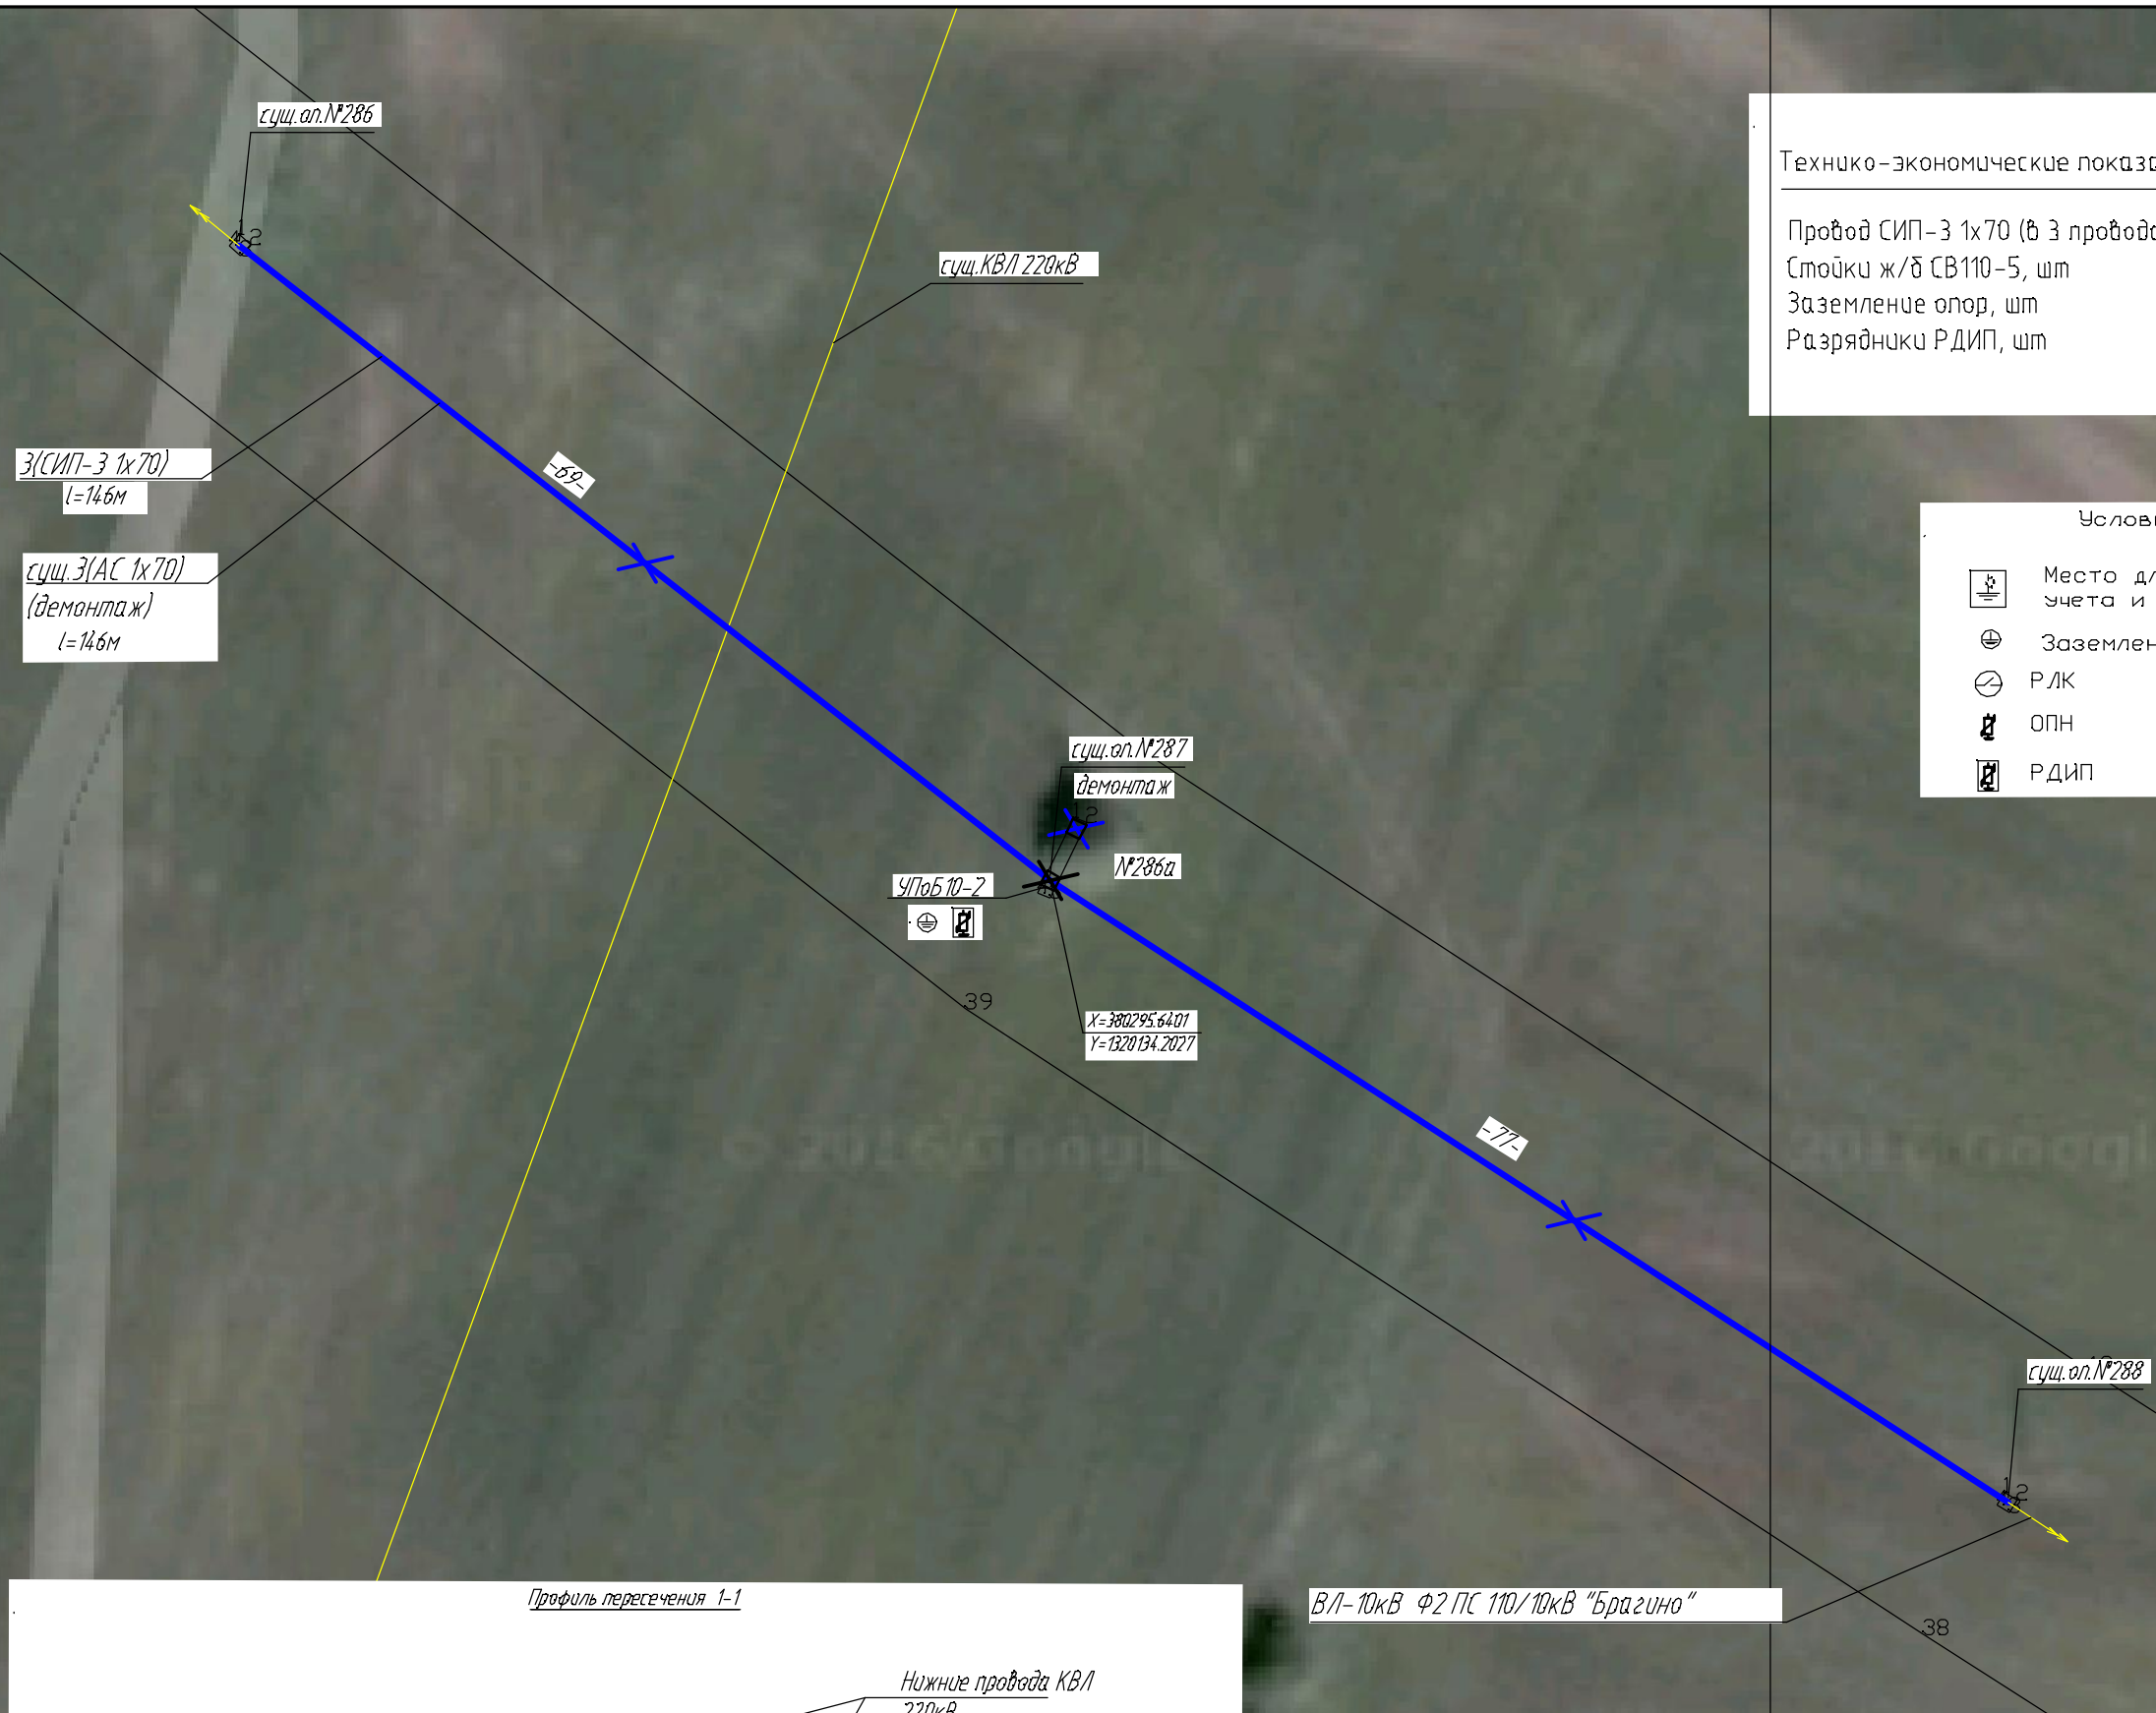 сущ.оп.№286
1
2
сущ.КВЛ 220кВ
Технико-экономические
Провод СИП-3 1х70 (в 3
Стойки ж/б СВ110-5, шт
Заземление опор, шт
Разрядники РДИП, шт
3(СИП-3 1х70)
l=146м
-69-
сущ.3(АС 1х70)
(демонтаж)
l=146м
Место
учета и
РЛК
ОПН
РДИП
сущ.оп.№287
демонтаж
2
№286а
УПоБ10-2
39
X=380295.6401
Y=1320134.2027
© 2016 Google
-77-
сущ.оп.№288
1
2
Профиль пересечения 1-1
ВЛ-10кВ Ф2 ПС 110/10кВ "Брагино"
38
Нижние провода КВЛ
220кВ